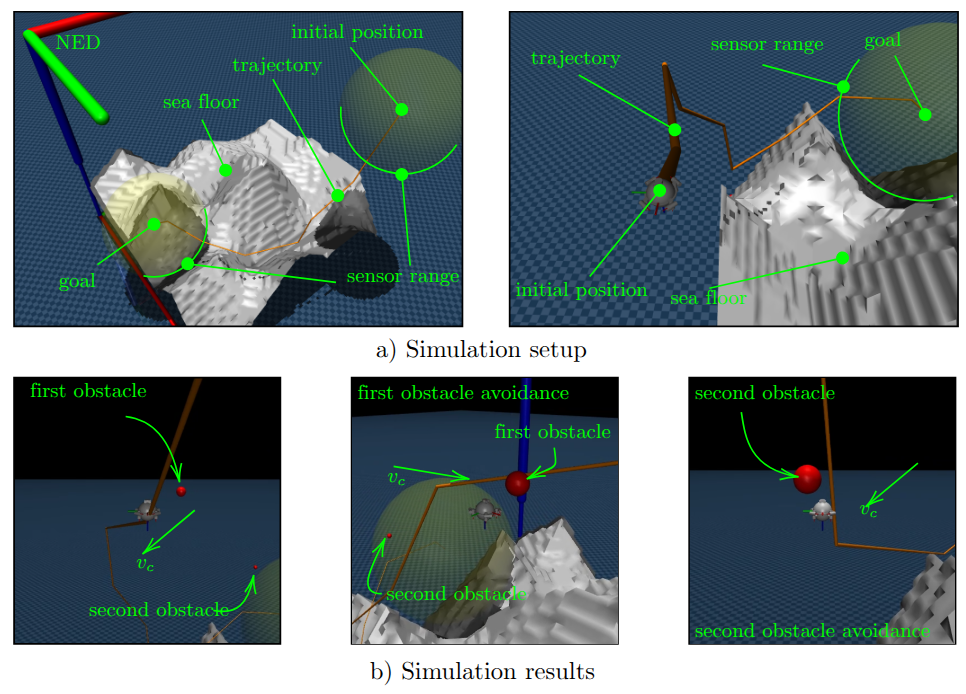 NED
initial position
trajectory
sea floor
goal
sensor range
trajectory
sensor range
goal
initial position
sea floor
a) Simulation setup
first obstacle
v_c
second obstacle
first obstacle avoidance
first obstacle
v_c
second obstacle
second obstacle
v_c
second obstacle avoidance
b) Simulation results